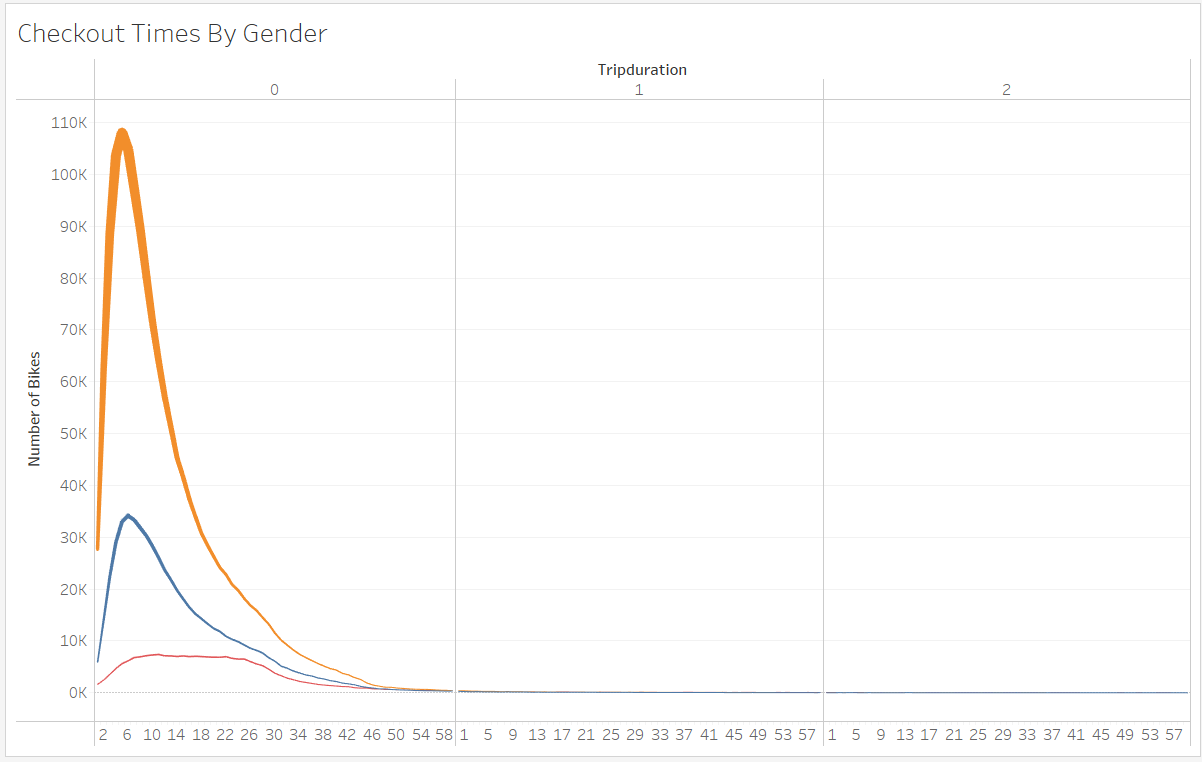 Checkout Times By Gender
Tripduration
0 1 2
110K
100K
90K
80K
70K
60K
50K
40K
30K
20K
10K
0K
Number of Bikes
2 6 10 14 18 22 26 30 34 38 42 46 50 54 58 1 5 9 13 17 21 25 29 33 37 41 45 49 53 57 1 5 9 13 17 21 25 29 33 37 41 45 49 53 57